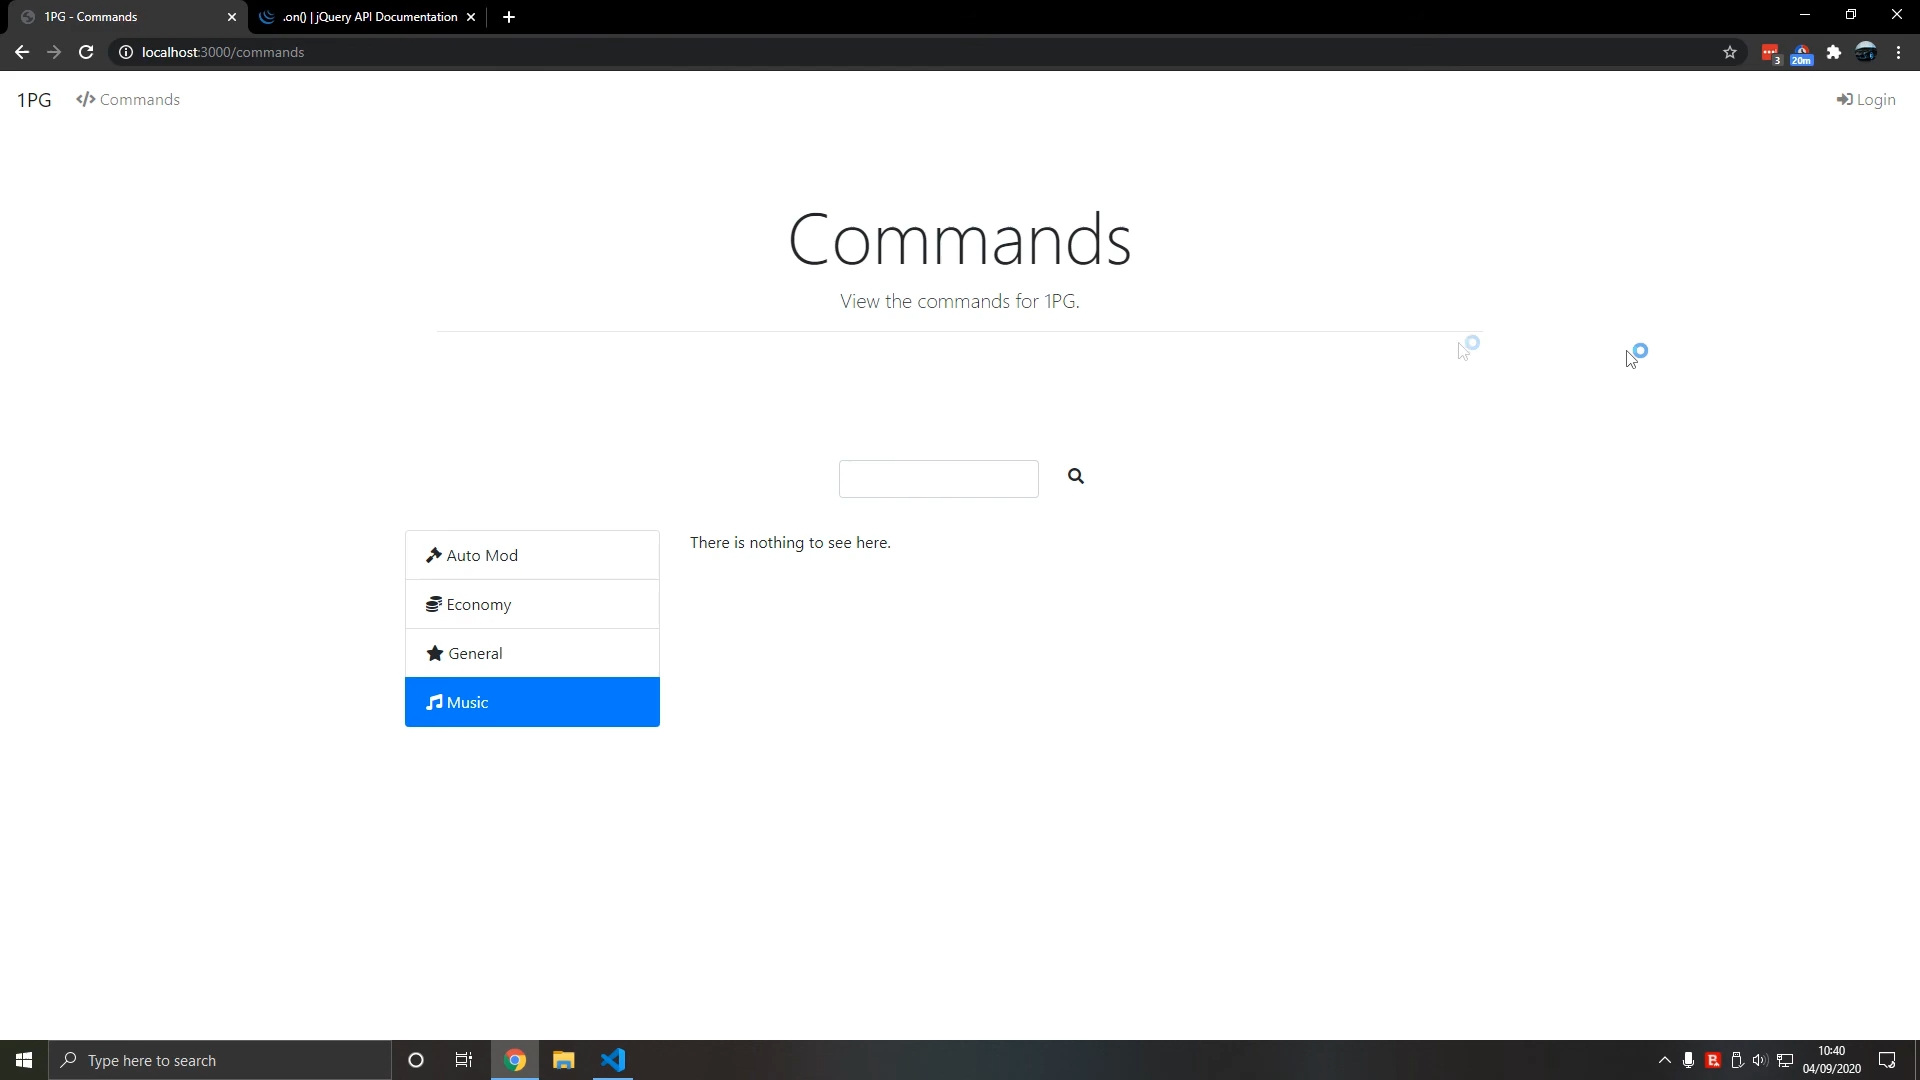 1PG - Commands
.on() | jQuery API Documentation
localhost:3000/commands
3
20m
1PG
Commands
Login
Commands
View the commands for 1PG.
Auto Mod
There is nothing to see here.
Economy
General
Music
Type here to search
10:40
04/09/2020